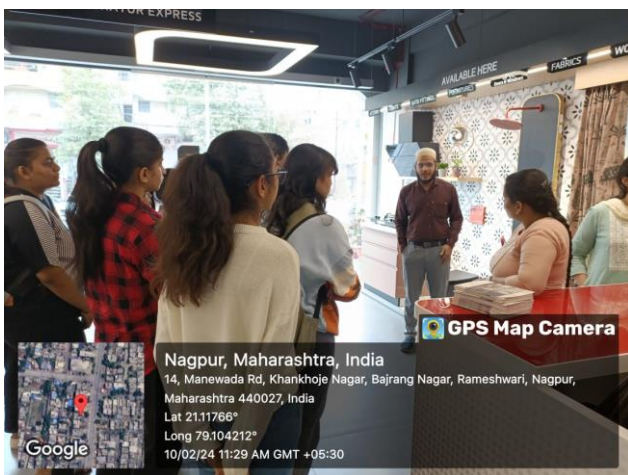 EXPRESS
AVAILABLE HERE
FURNITURES
FABRICS
GPS Map Camera
Nagpur, Maharashtra, India
14, Manewada Rd, Khankhoje Nagar, Bajrang Nagar, Rameshwari, Nagpur,
Maharashtra 440027, India
Lat 21.11766°
Long 79.104212°
10/02/24 11:29 AM GMT +05:30
Google